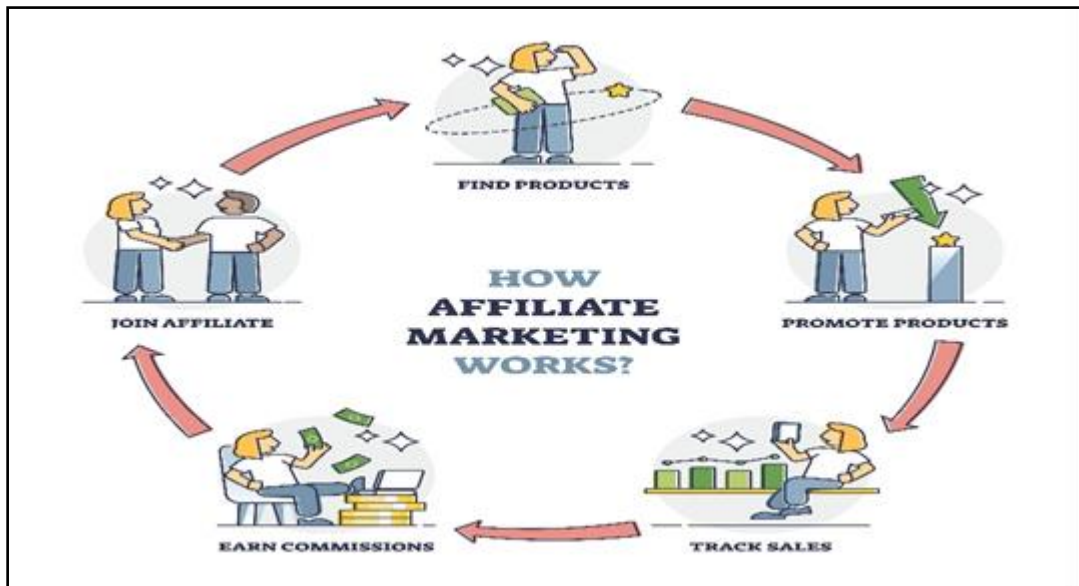 FIND PRODUCTS
JOIN AFFILIATE
PROMOTE PRODUCTS
HOW
AFFILIATE
MARKETING
WORKS?
EARN COMMISSIONS
TRACK SALES